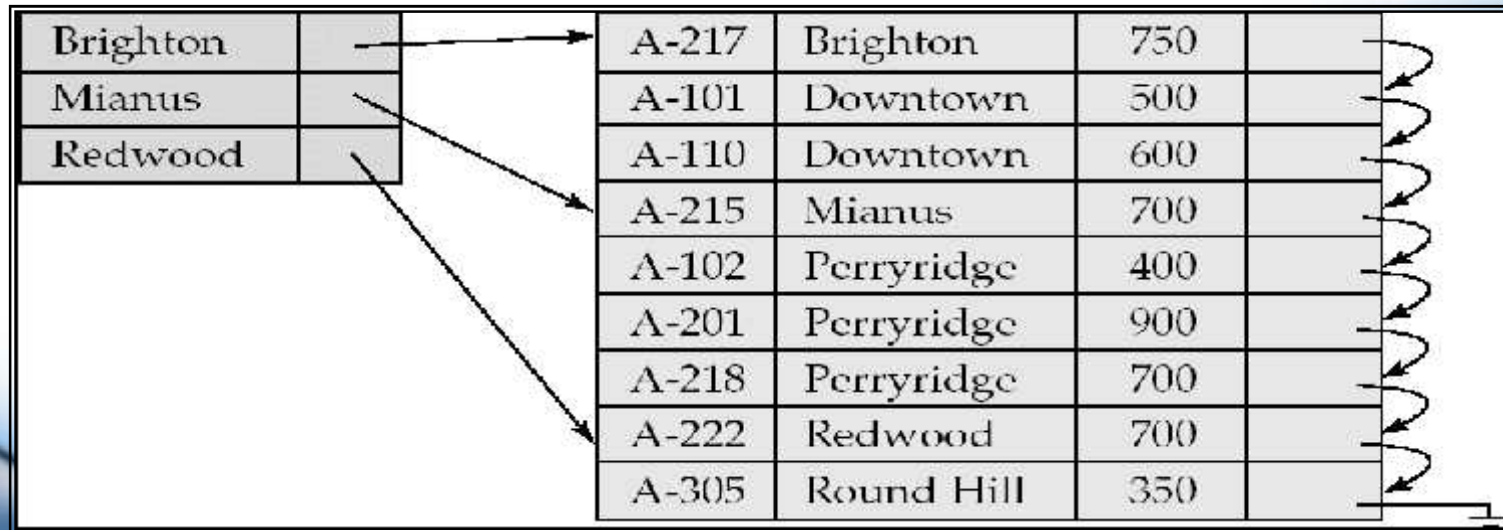 Brighton
Mianus
Redwood
A-217 Brighton 750
A-101 Downtown 500
A-110 Downtown 600
A-215 Mianus 700
A-102 Perryridge 400
A-201 Perryridge 900
A-218 Perryridge 700
A-222 Redwood 700
A-305 Round Hill 350